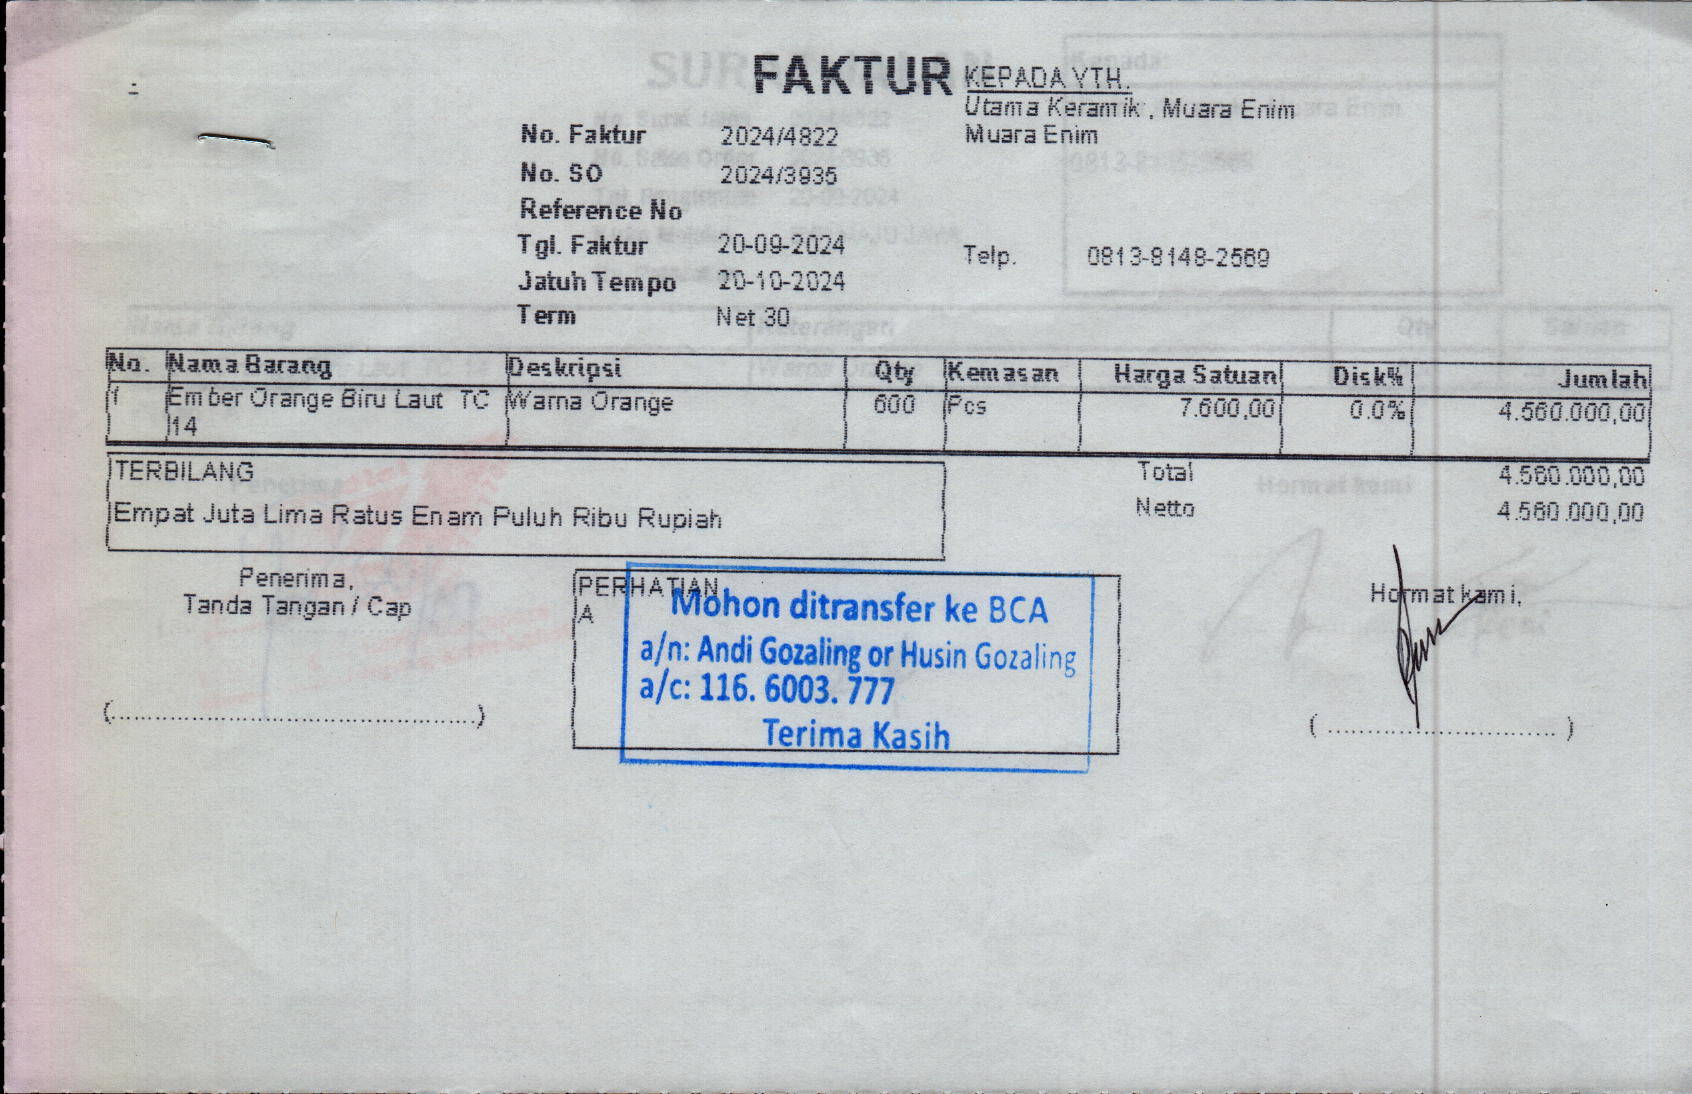 FAKTUR
KEPADA YTH.
Utama Keramik, Muara Enim
Muara Enim
No. Faktur 2024/4822
No. SO 2024/3935
Reference No
Tgl. Faktur 20-09-2024
Telp. 0813-8148-2569
Jatuh Tempo 20-10-2024
Term Net 30
No. Nama Barang Deskripsi Qty Kemasan Harga Satuan Disk% Jumlah
1 Ember Orange Biru Laut TC Warna Orange 600 Pcs 7.600,00 0.0% 4.560.000,00
14
TERBILANG
Total 4.560.000,00
Empat Juta Lima Ratus Enam Puluh Ribu Rupiah
Netto 4.560.000,00
Penerima,
Tanda Tangan / Cap
PERHATIAN
A
Mohon ditransfer ke BCA
a/n: Andi Gozaling or Husin Gozaling
a/c: 116. 6003. 777
Terima Kasih
Hormat kami,
(............................................)
(............................)